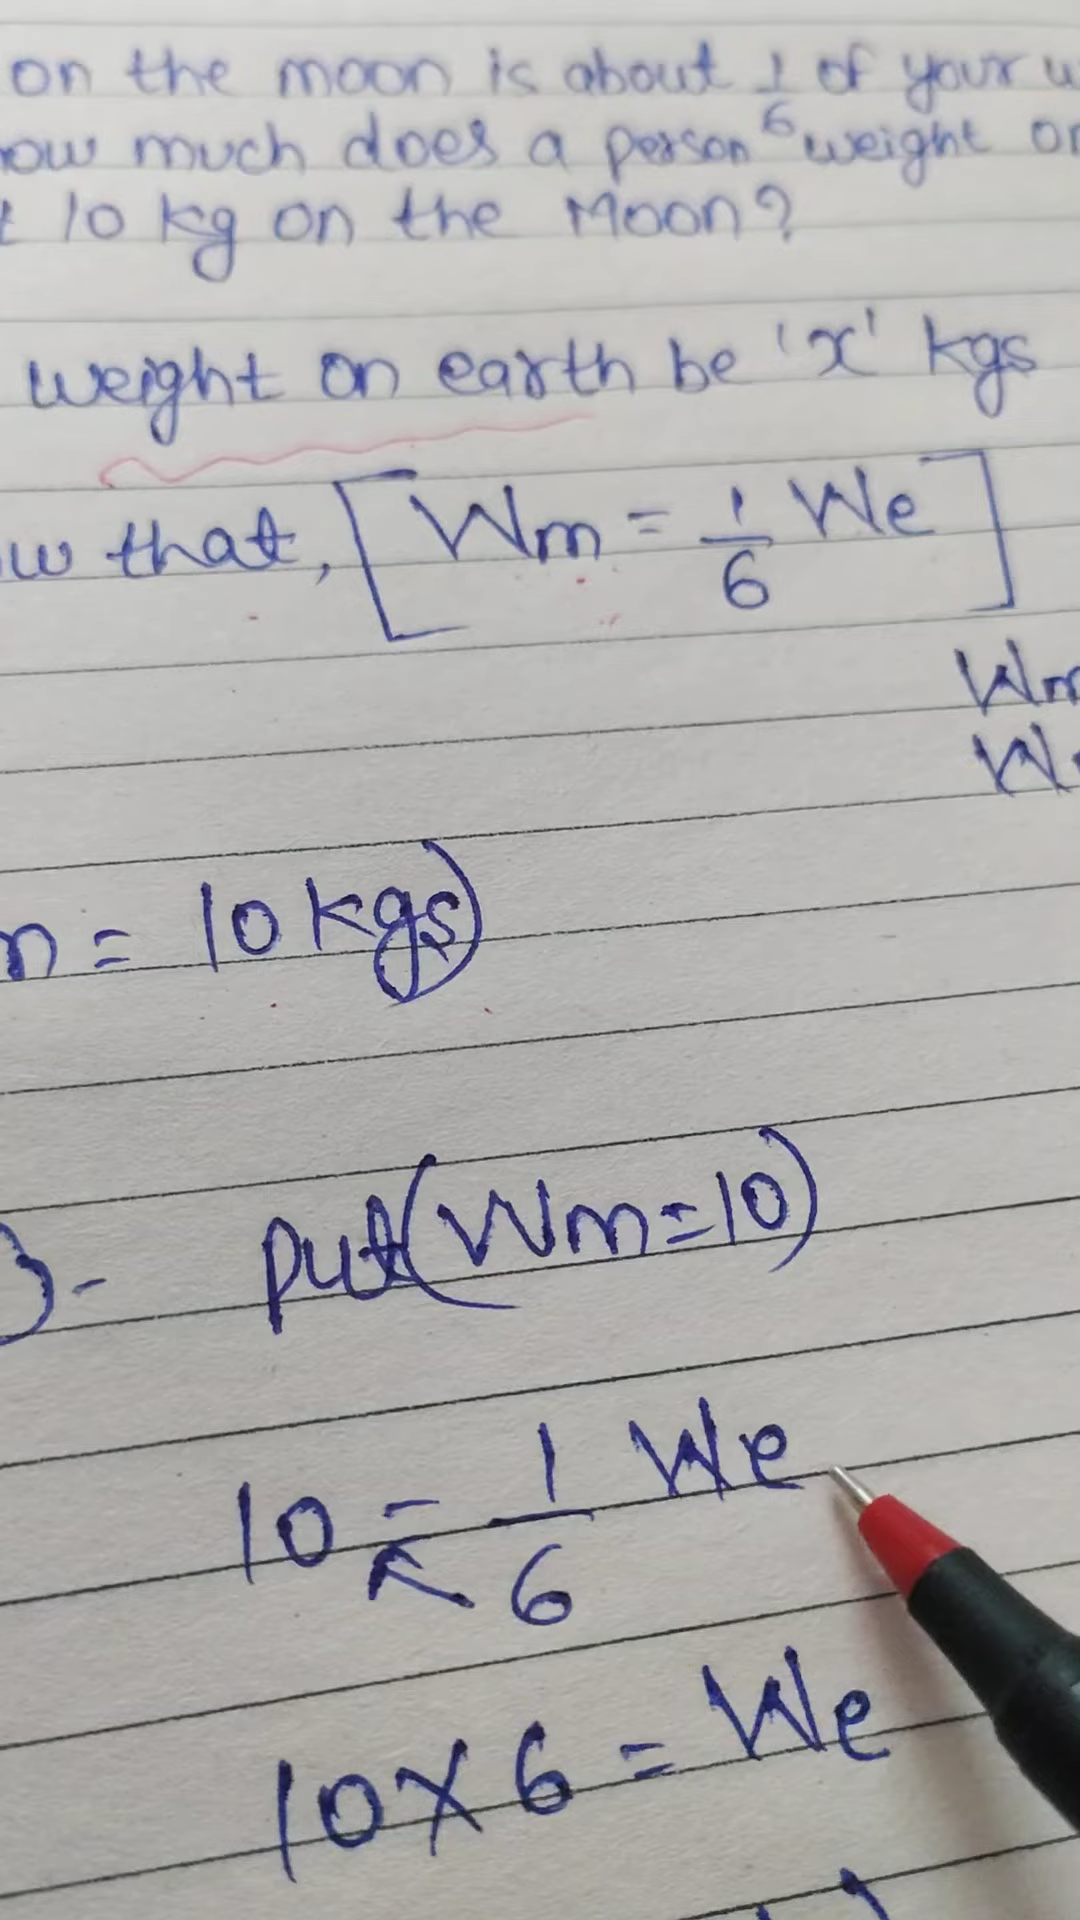 on the moon is about 1/6 of your
how much does a person weight on
10 kg on the Moon?
weight on earth be 'x' kgs
that, [Wm = 1/6 We]
Wm
= 10 kgs)
put (Wm=10)
10 = 1/6 We
10 x 6 = We